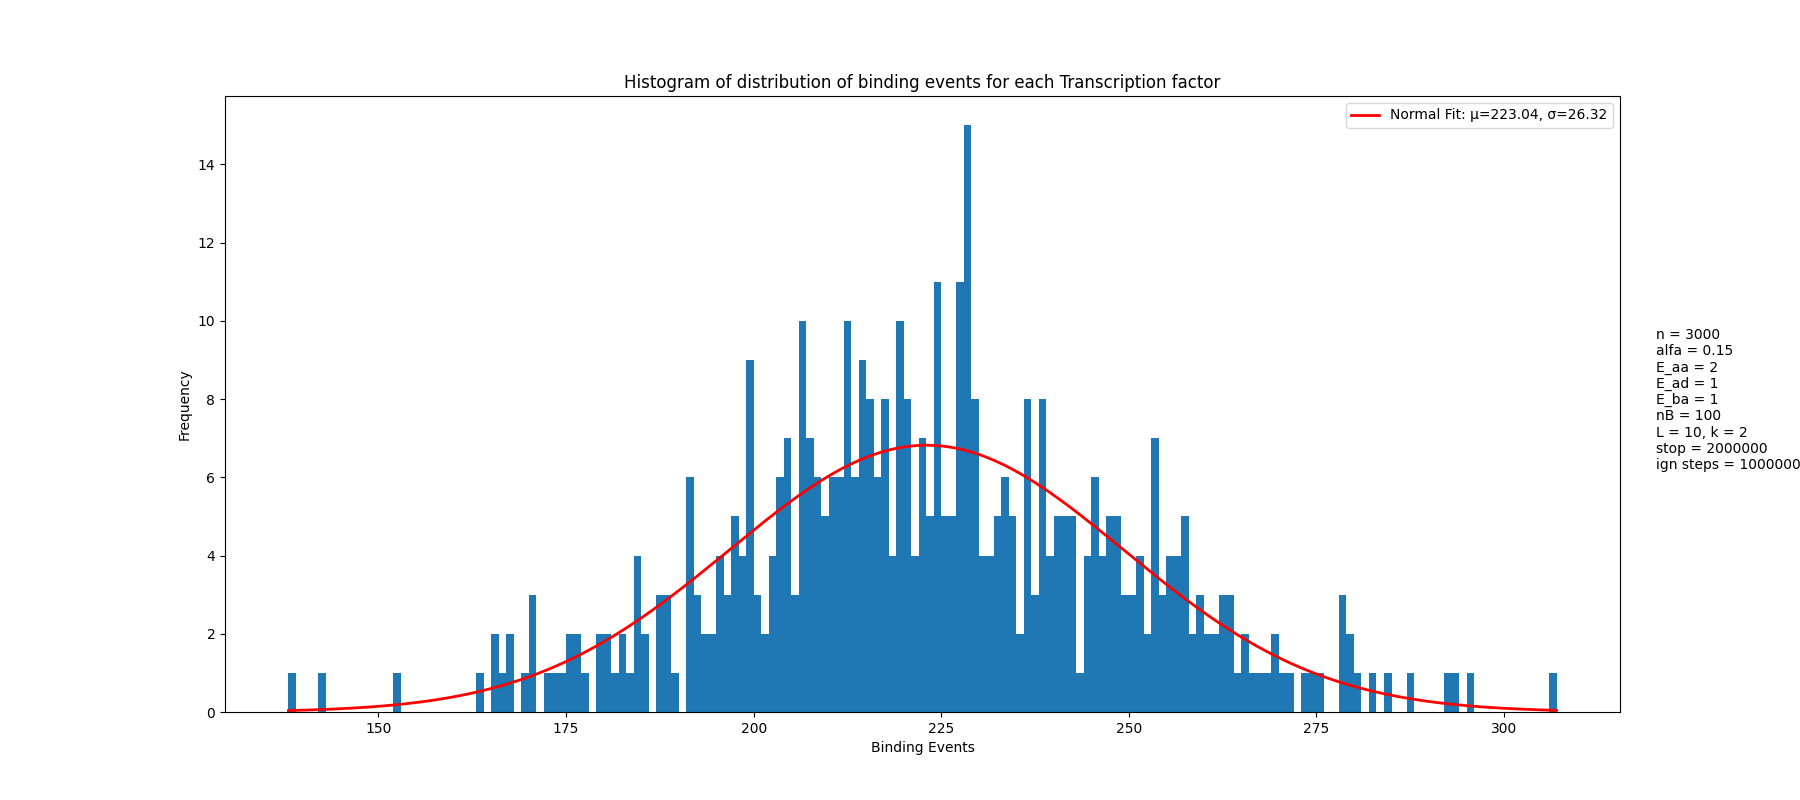 Histogram of distribution of binding events for each Transcription factor
Normal Fit: μ=223.04, σ=26.32
14
12
10
8
6
4
2
0
Frequency
150
175
200
225
250
275
300
Binding Events
n = 3000
alfa = 0.15
E_aa = 2
E_ad = 1
E_ba = 1
nB = 100
L = 10, k = 2
stop = 2000000
ign steps = 1000000